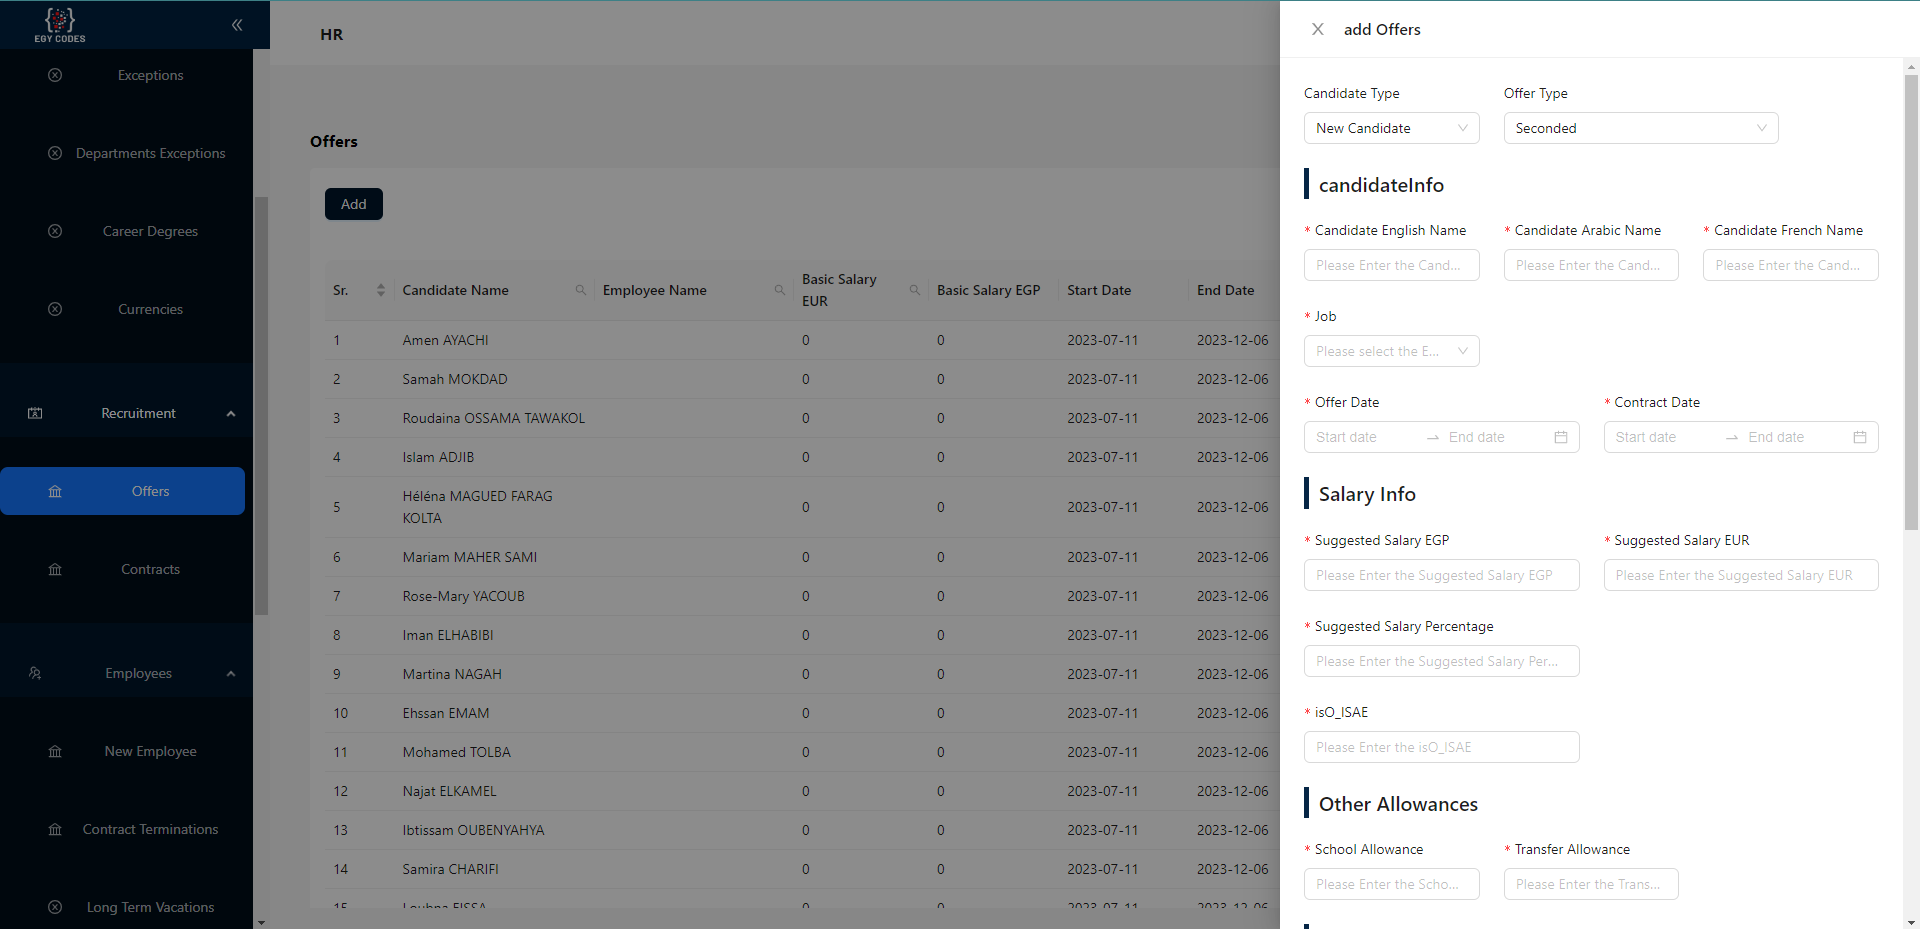 EGY CODES
Exceptions
Departments Exceptions
Career Degrees
Currencies
Recruitment
Offers
Contracts
Employees
New Employee
Contract Terminations
Long Term Vacations
HR
Offers
Add
Sr. Candidate Name Employee Name Basic Salary EUR Basic Salary EGP Start Date End Date
1 Amen AYACHI 0 0 2023-07-11 2023-12-06
2 Samah MOKDAD 0 0 2023-07-11 2023-12-06
3 Roudaina OSSAMA TAWAKOL 0 0 2023-07-11 2023-12-06
4 Islam ADJIB 0 0 2023-07-11 2023-12-06
5 Héléna MAGUED FARAG KOLTA 0 0 2023-07-11 2023-12-06
6 Mariam MAHER SAMI 0 0 2023-07-11 2023-12-06
7 Rose-Mary YACOUB 0 0 2023-07-11 2023-12-06
8 Iman ELHABIBI 0 0 2023-07-11 2023-12-06
9 Martina NAGAH 0 0 2023-07-11 2023-12-06
10 Ehssan EMAM 0 0 2023-07-11 2023-12-06
11 Mohamed TOLBA 0 0 2023-07-11 2023-12-06
12 Najat ELKAMEL 0 0 2023-07-11 2023-12-06
13 Ibtissam OUBENYAHYA 0 0 2023-07-11 2023-12-06
14 Samira CHARIFI 0 0 2023-07-11 2023-12-06
add Offers
Candidate Type Offer Type
New Candidate Seconded
candidateInfo
* Candidate English Name * Candidate Arabic Name * Candidate French Name
Please Enter the Cand... Please Enter the Cand... Please Enter the Cand...
* Job
Please select the E...
* Offer Date * Contract Date
Start date End date Start date End date
Salary Info
* Suggested Salary EGP * Suggested Salary EUR
Please Enter the Suggested Salary EGP Please Enter the Suggested Salary EUR
* Suggested Salary Percentage
Please Enter the Suggested Salary Per...
* isO_ISAE
Please Enter the isO_ISAE
Other Allowances
* School Allowance * Transfer Allowance
Please Enter the Scho... Please Enter the Trans...